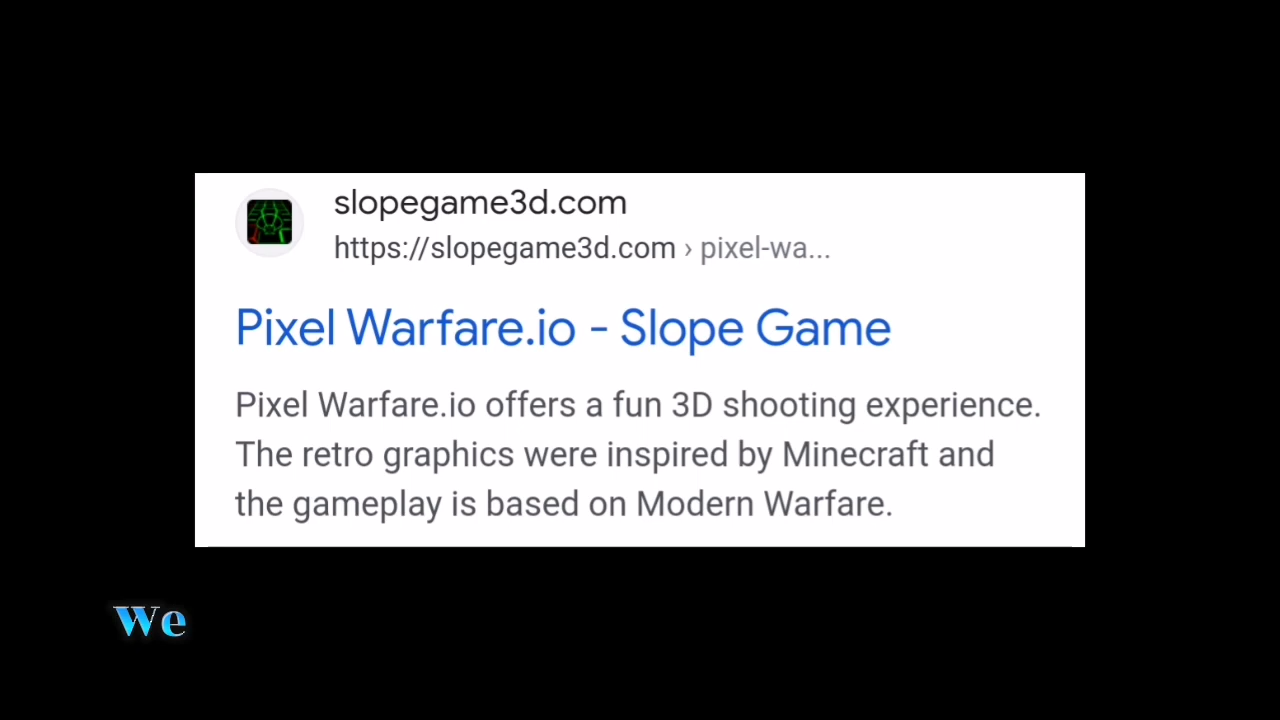 slopegame3d.com
https://slopegame3d.com › pixel-wa...
Pixel Warfare.io - Slope Game
Pixel Warfare.io offers a fun 3D shooting experience.
The retro graphics were inspired by Minecraft and
the gameplay is based on Modern Warfare.
We